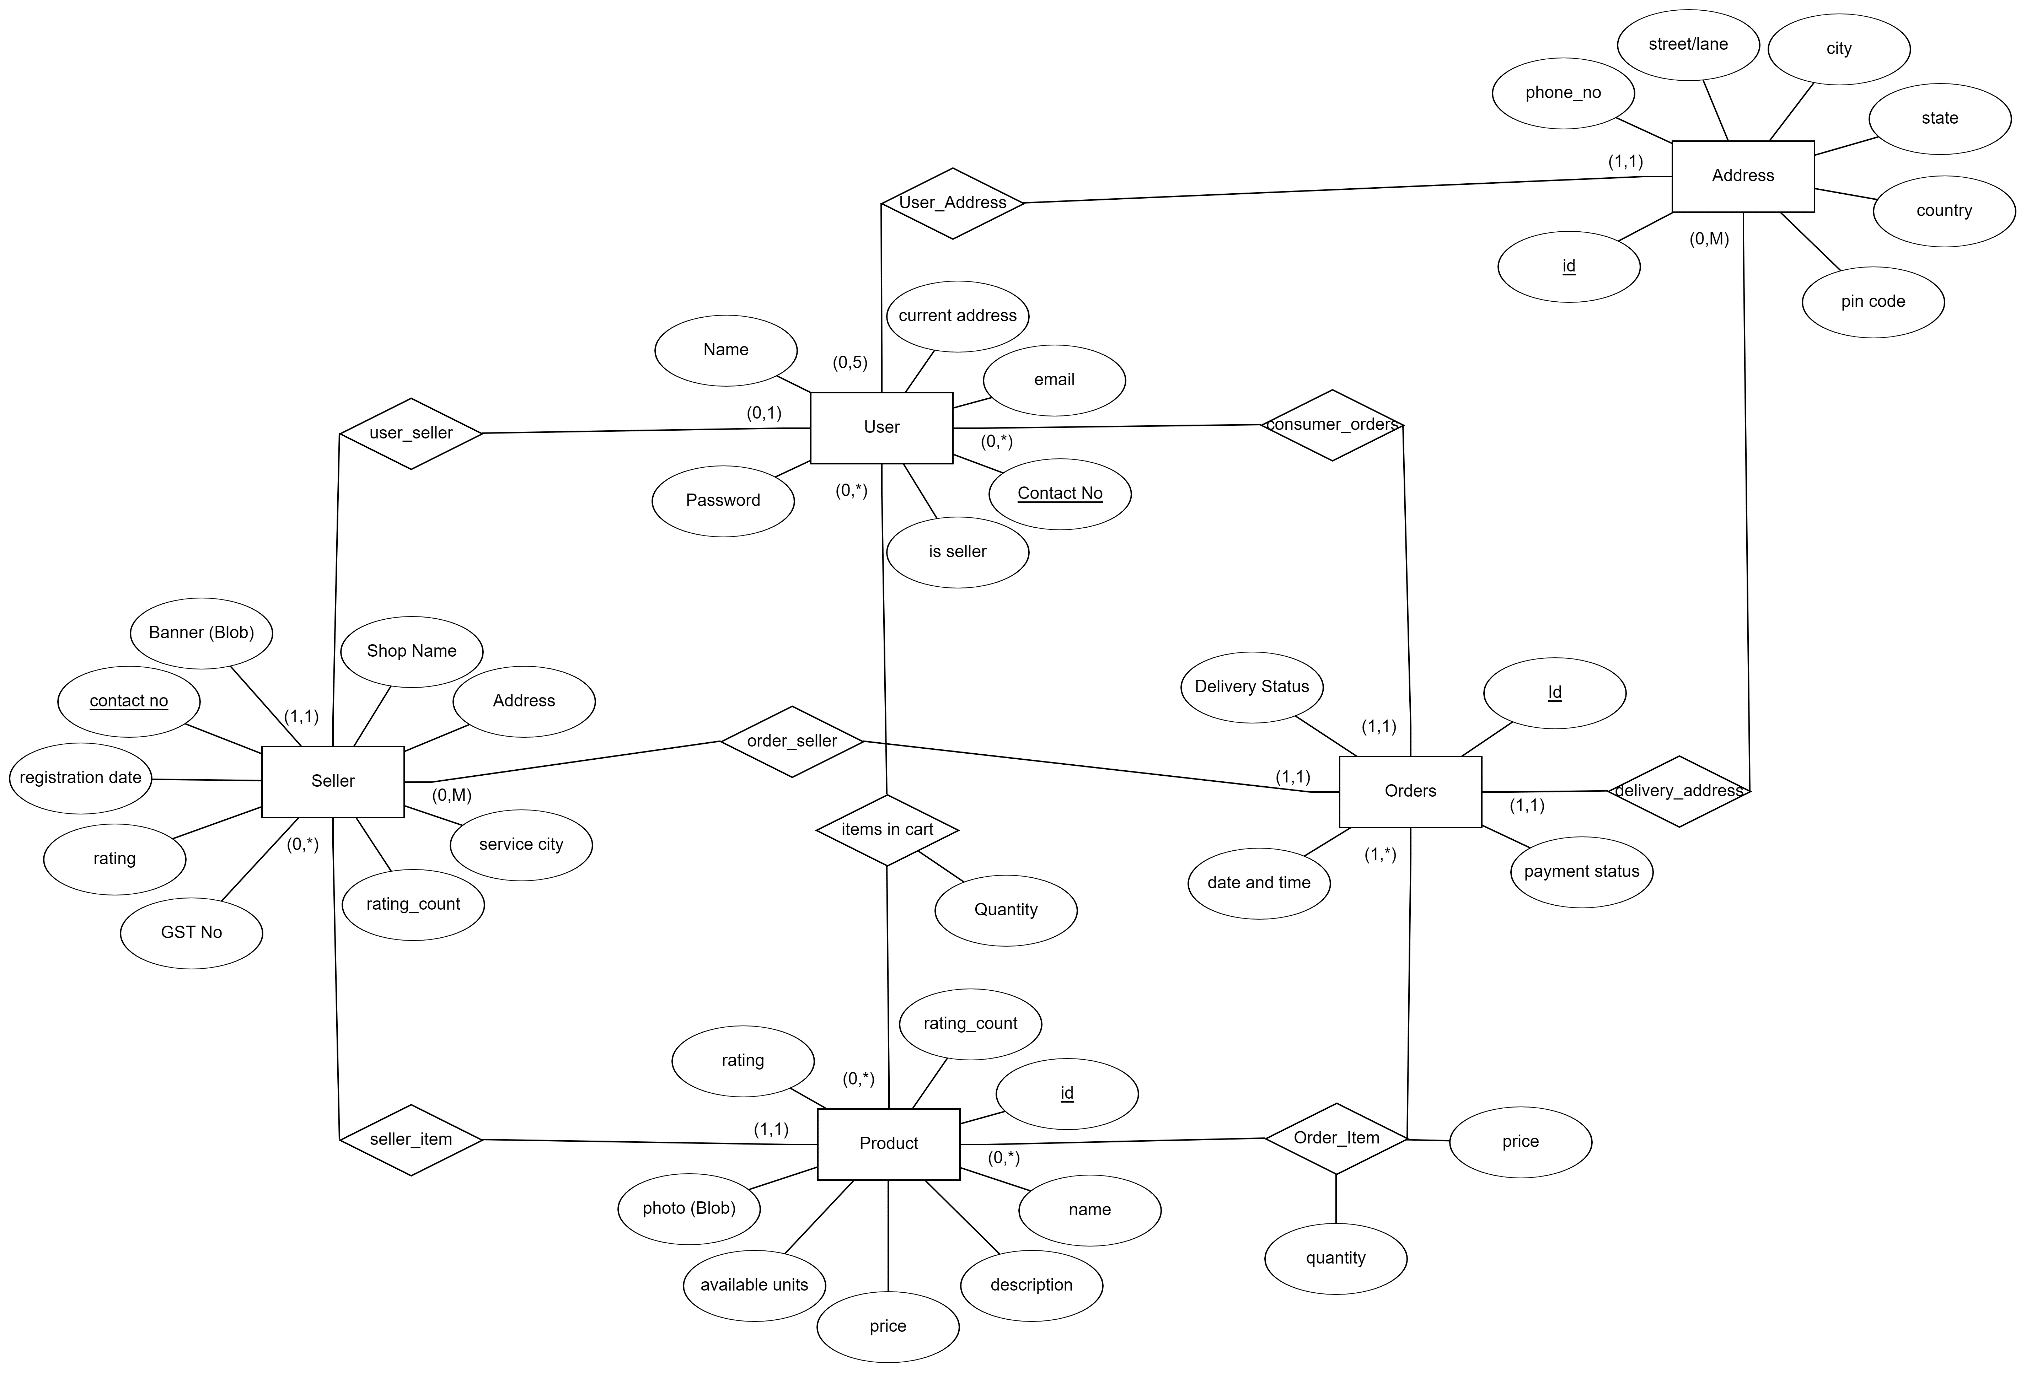 street/lane
city
phone_no
state
(1,1)
Address
User_Address
country
(0,M)
id
pin code
current address
Name
(0,5)
email
(0,1)
User
consumer_orders
user_seller
(0,*)
(0,*)
Contact No
Password
is seller
Banner (Blob)
Shop Name
contact no
Address
Delivery Status
Id
(1,1)
(1,1)
order_seller
registration date
Seller
(1,1)
Orders
delivery_address
(0,M)
(1,1)
items in cart
(0,*)
service city
(1,*)
rating
payment status
date and time
rating_count
Quantity
GST No
rating_count
rating
(0,*)
id
(1,1)
seller_item
Product
Order_Item
price
(0,*)
photo (Blob)
name
quantity
available units
description
price